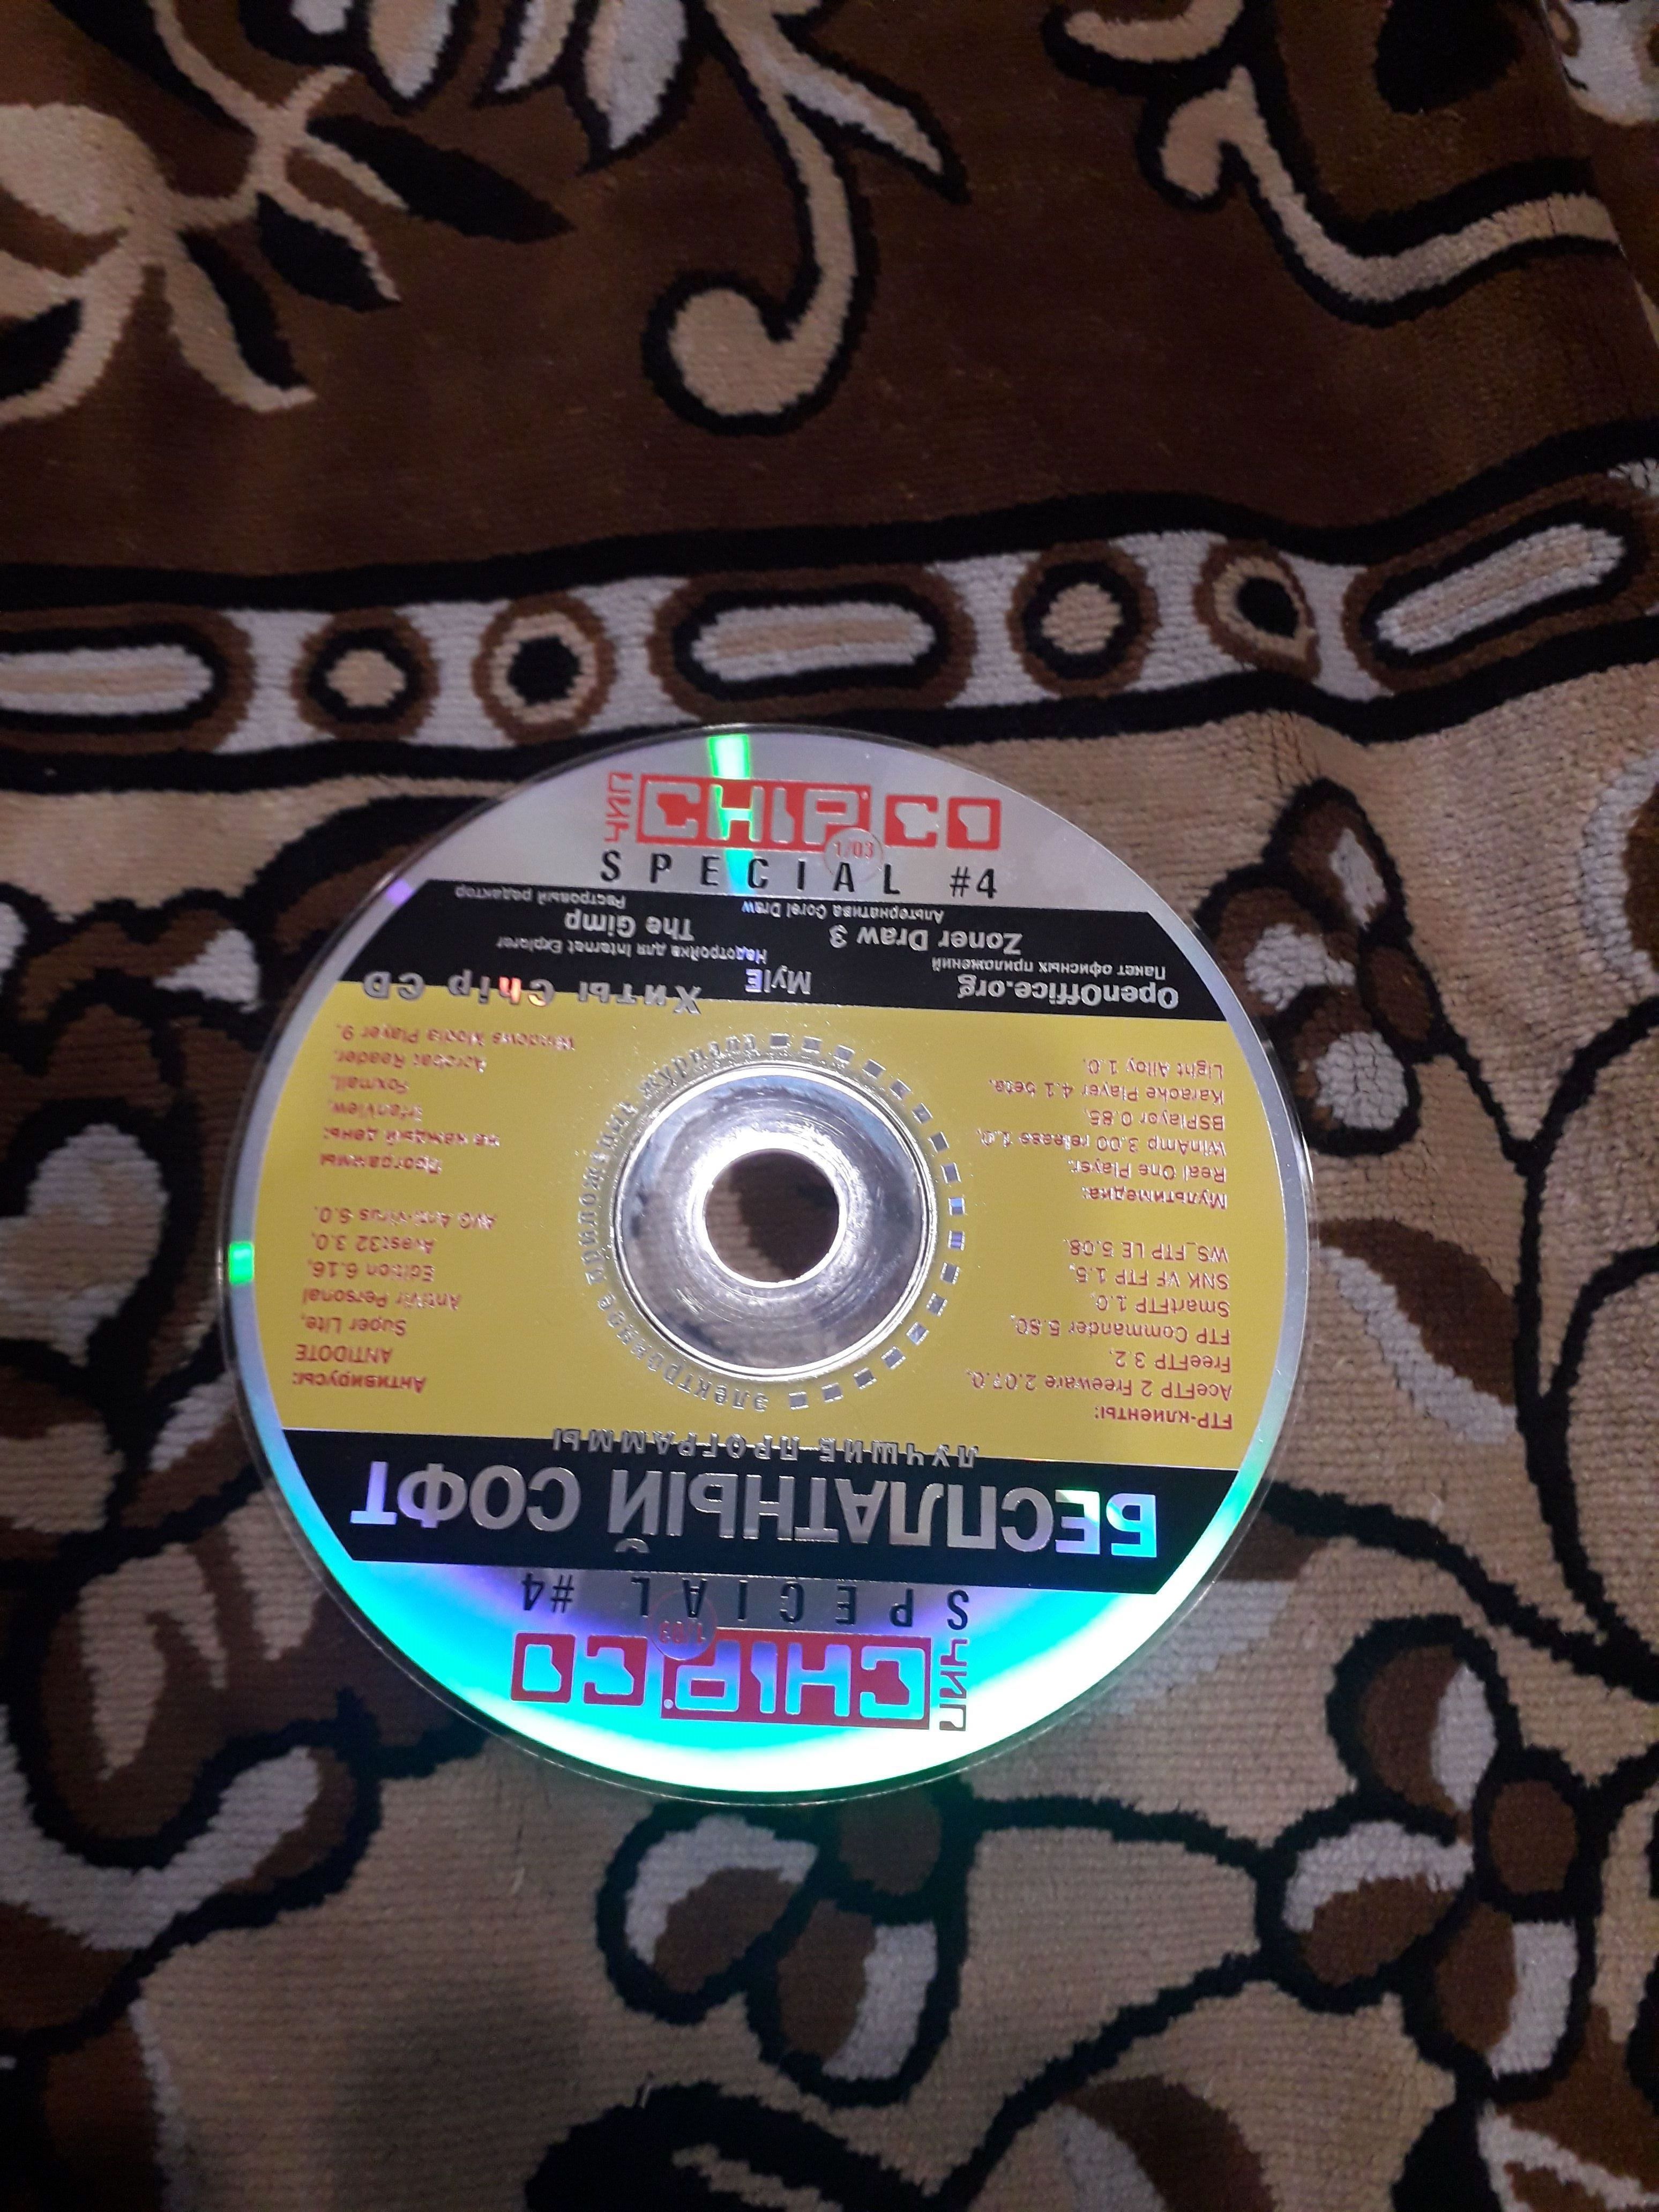 ЧИП CHIP CD
1/03
SPECIAL #4
БЕСПЛАТНЫЙ СОФТ
ЛУЧШИЕ ПРОГРАММЫ
FTP-клиенты:
AceFTP 2 Freeware 2.07.0,
FreeFTP 3.2,
FTP Commander 5.80,
SmartFTP 1.0,
SNK VF FTP 1.5,
WS_FTP LE 5.08.
Мультимедиа:
Real One Player.
WinAmp 3.00 release 1.0,
BSPlayer 0.85,
Karaoke Player 4.1 beta,
Light Alloy 1.0.
Антивирусы:
ANTIDOTE
Super Lite,
AntiVir Personal
Edition 6.16,
Avast32 3.0,
AVG Anti-Virus 6.0.
Программы
на каждый день:
IrfanView,
Foxmail,
Acrobat Reader,
Windows Media Player 9.
электронное приложение к журналу
Хиты Chip CD
OpenOffice.org
Пакет офисных приложений
MyIE
Надстройка для Internet Explorer
Zoner Draw 3
Альтернатива Corel Draw
The Gimp
Растровый редактор
ЧИП CHIP CD
1/03
SPECIAL #4